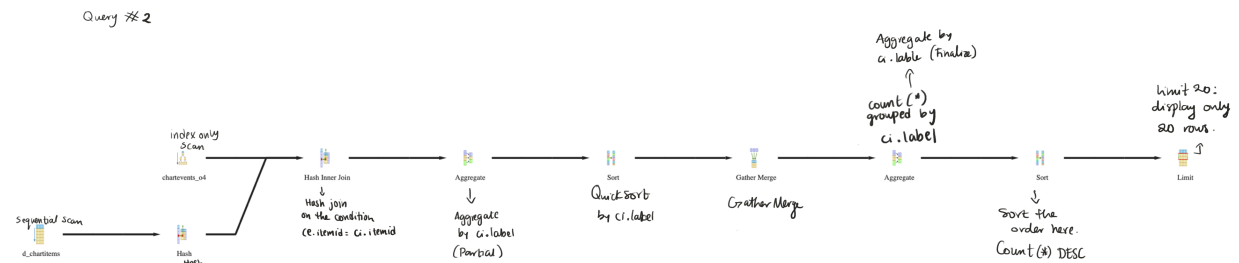 Query #2
Aggregate by
ci.lable (Finalize)
count(*)
grouped by
ci.label
limit 20:
display only
20 rows.
index only
scan
chartevents_o4
Hash Inner Join
Aggregate
Sort
Gather Merge
Aggregate
Sort
Limit
Hash join
on the condition
ce.itemid = ci.itemid
Aggregate
by ci.label
(Partial)
Quicksort
by ci.label
Gather Merge
Sort the
order here.
Count(*) DESC
Sequential Scan
d_chartitems
Hash
Hash